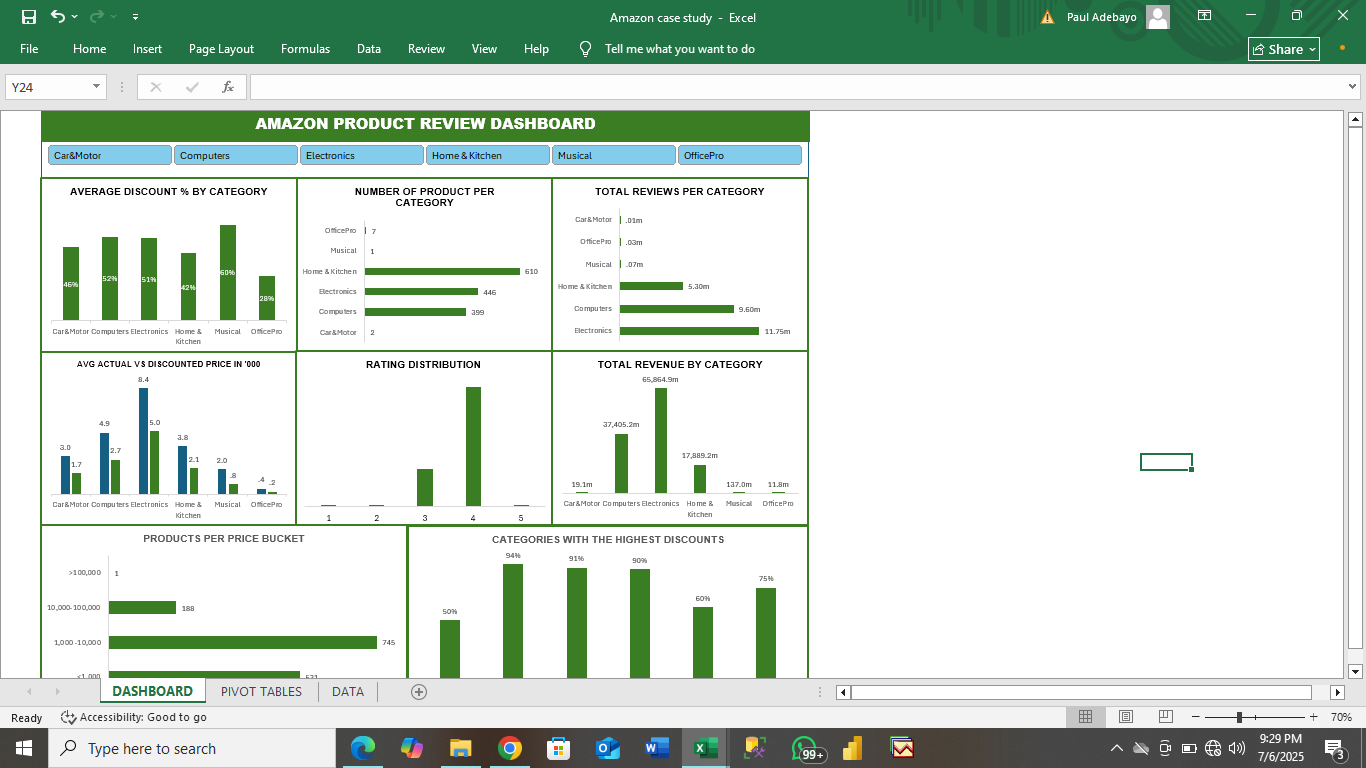 Amazon case study - Excel
Paul Adebayo
File Home Insert Page Layout Formulas Data Review View Help Tell me what you want to do
Share
Y24
fx
AMAZON PRODUCT REVIEW DASHBOARD
Car&Motor Computers Electronics Home & Kitchen Musical OfficePro
AVERAGE DISCOUNT % BY CATEGORY
46% 52% 51% 42% 60% 28%
Car&Motor Computers Electronics Home & Musical OfficePro
Kitchen
NUMBER OF PRODUCT PER
CATEGORY
OfficePro 7
Musical 1
Home & Kitchen 610
Electronics 446
Computers 399
Car&Motor 2
TOTAL REVIEWS PER CATEGORY
Car&Motor .01m
OfficePro .03m
Musical .07m
Home & Kitchen 5.30m
Computers 9.60m
Electronics 11.75m
AVG ACTUAL VS DISCOUNTED PRICE IN '000
3.0 1.7 4.9 2.7 8.4 5.0 3.8 2.1 2.0 .8 .4 .2
Car&Motor Computers Electronics Home & Musical OfficePro
Kitchen
RATING DISTRIBUTION
1 2 3 4 5
TOTAL REVENUE BY CATEGORY
19.1m 37,405.2m 65,864.9m 17,889.2m 137.0m 11.8m
Car&Motor Computers Electronics Home & Musical OfficePro
Kitchen
PRODUCTS PER PRICE BUCKET
>100,000 1
10,000-100,000 188
1,000 -10,000 745
CATEGORIES WITH THE HIGHEST DISCOUNTS
50% 94% 91% 90% 60% 75%
DASHBOARD PIVOT TABLES DATA
Ready Accessibility: Good to go 70%
Type here to search
99+
9:29 PM
7/6/2025
3